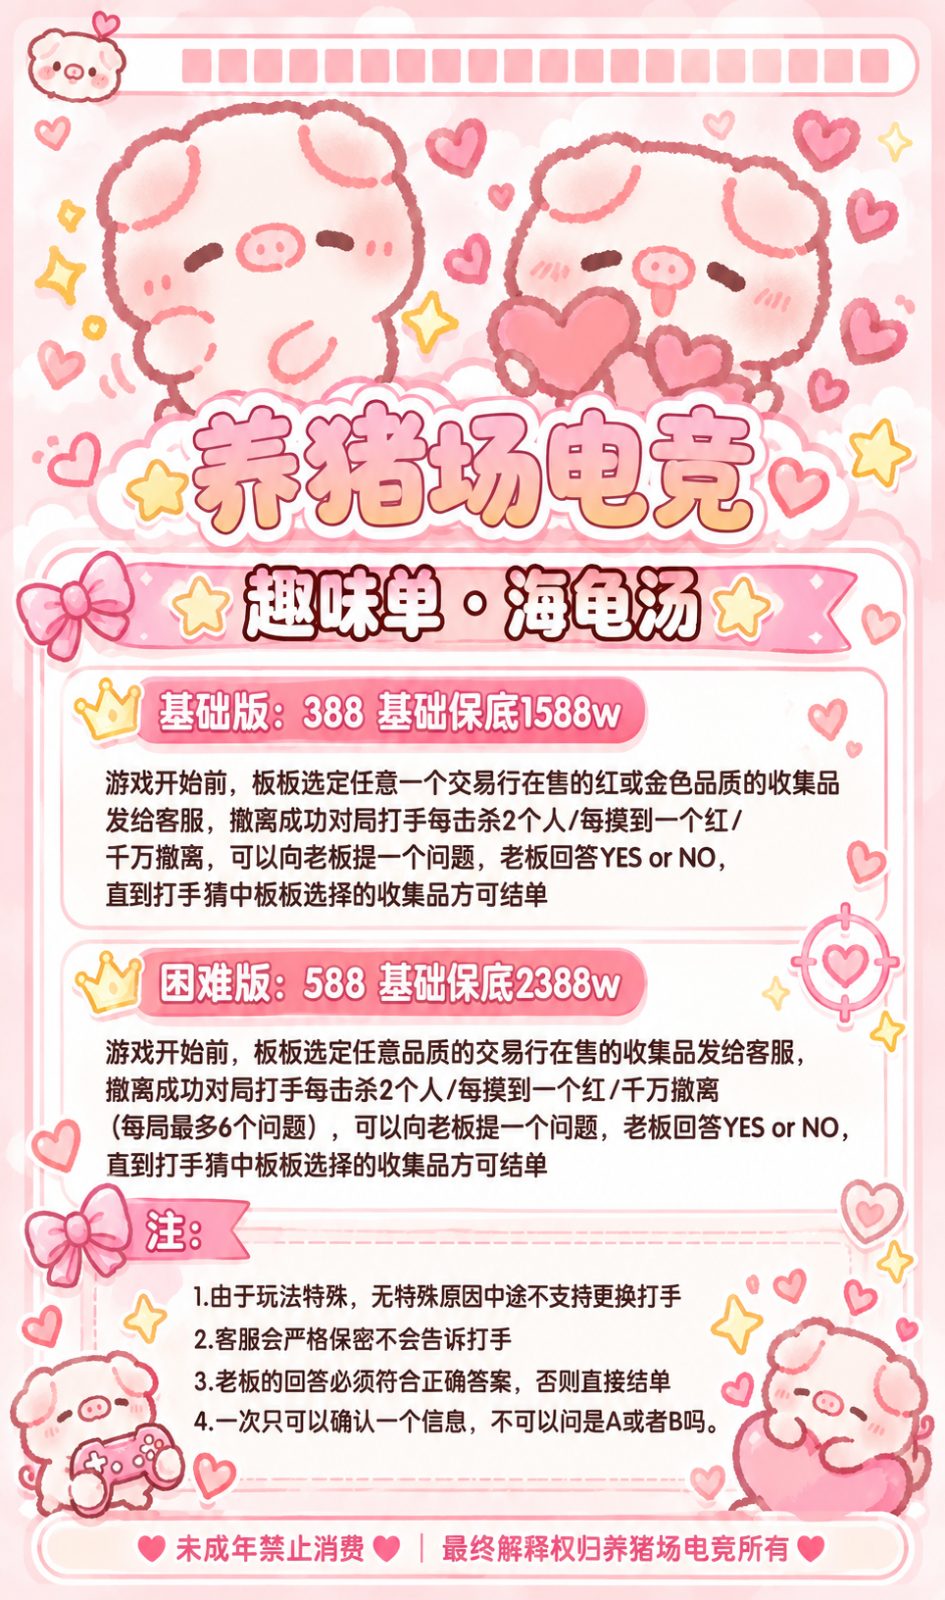 养猪场电竞
趣味单·海龟汤
基础版：388 基础保底1588w
游戏开始前，板板选定任意一个交易行在售的红或金色品质的收集品
发给客服，撤离成功对局打手每击杀2个人/每摸到一个红/
千万撤离，可以向老板提一个问题，老板回答YES or NO，
直到打手猜中板板选择的收集品方可结单
困难版：588 基础保底2388w
游戏开始前，板板选定任意品质的交易行在售的收集品发给客服，
撤离成功对局打手每击杀2个人/每摸到一个红/千万撤离
（每局最多6个问题），可以向老板提一个问题，老板回答YES or NO，
直到打手猜中板板选择的收集品方可结单
注：
1.由于玩法特殊，无特殊原因中途不支持更换打手
2.客服会严格保密不会告诉打手
3.老板的回答必须符合正确答案，否则直接结单
4.一次只可以确认一个信息，不可以问是A或者B吗。
未成年禁止消费 | 最终解释权归养猪场电竞所有